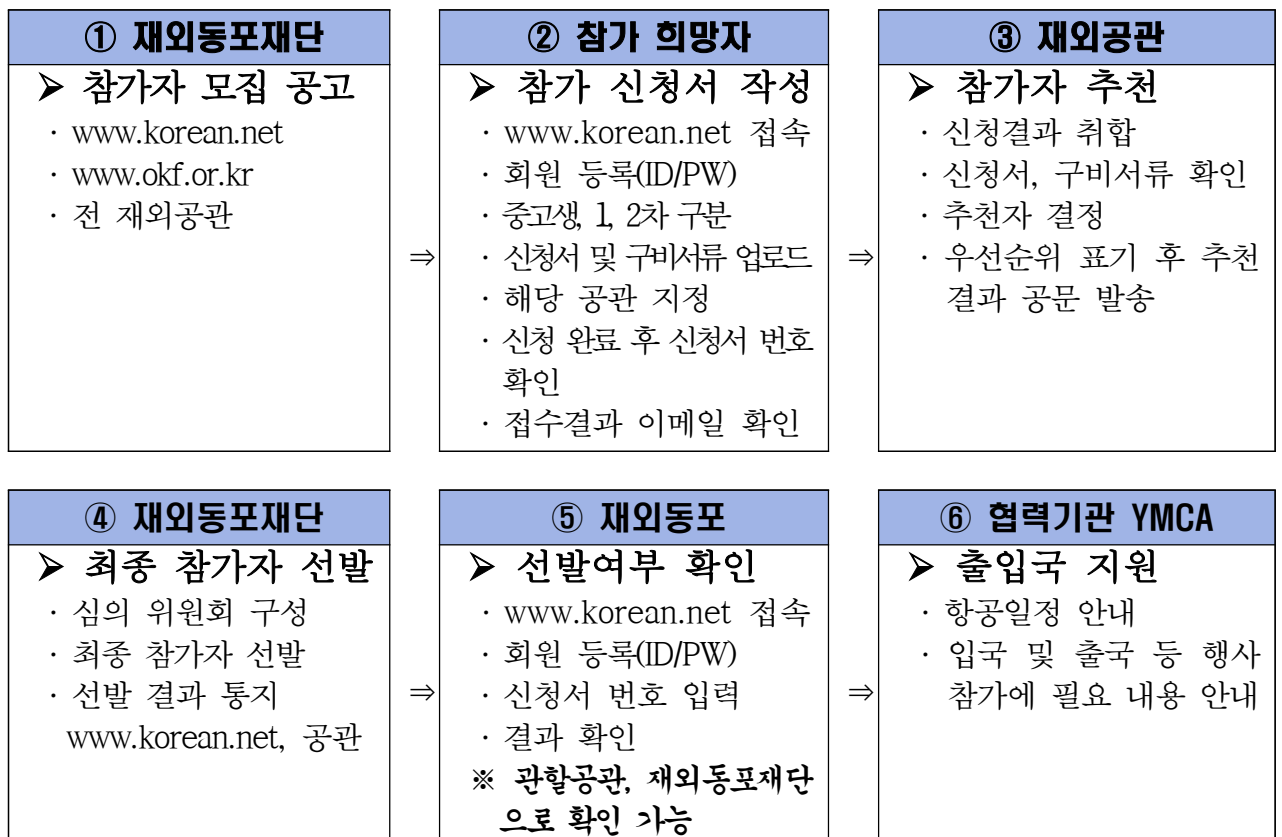 ① 재외동포재단
➢ 참가자 모집 공고
· www.korean.net
· www.okf.or.kr
· 전 재외공관
⇒
② 참가 희망자
➢ 참가 신청서 작성
· www.korean.net 접속
· 회원 등록(ID/PW)
· 중고생, 1, 2차 구분
· 신청서 및 구비서류 업로드
· 해당 공관 지정
· 신청 완료 후 신청서 번호
확인
· 접수결과 이메일 확인
⇒
③ 재외공관
➢ 참가자 추천
· 신청결과 취합
· 신청서, 구비서류 확인
· 추천자 결정
· 우선순위 표기 후 추천
결과 공문 발송
④ 재외동포재단
➢ 최종 참가자 선발
· 심의 위원회 구성
· 최종 참가자 선발
· 선발 결과 통지
www.korean.net, 공관
⇒
⑤ 재외동포
➢ 선발여부 확인
· www.korean.net 접속
· 회원 등록(ID/PW)
· 신청서 번호 입력
· 결과 확인
※ 관할공관, 재외동포재단
으로 확인 가능
⇒
⑥ 협력기관 YMCA
➢ 출입국 지원
· 항공일정 안내
· 입국 및 출국 등 행사
참가에 필요 내용 안내